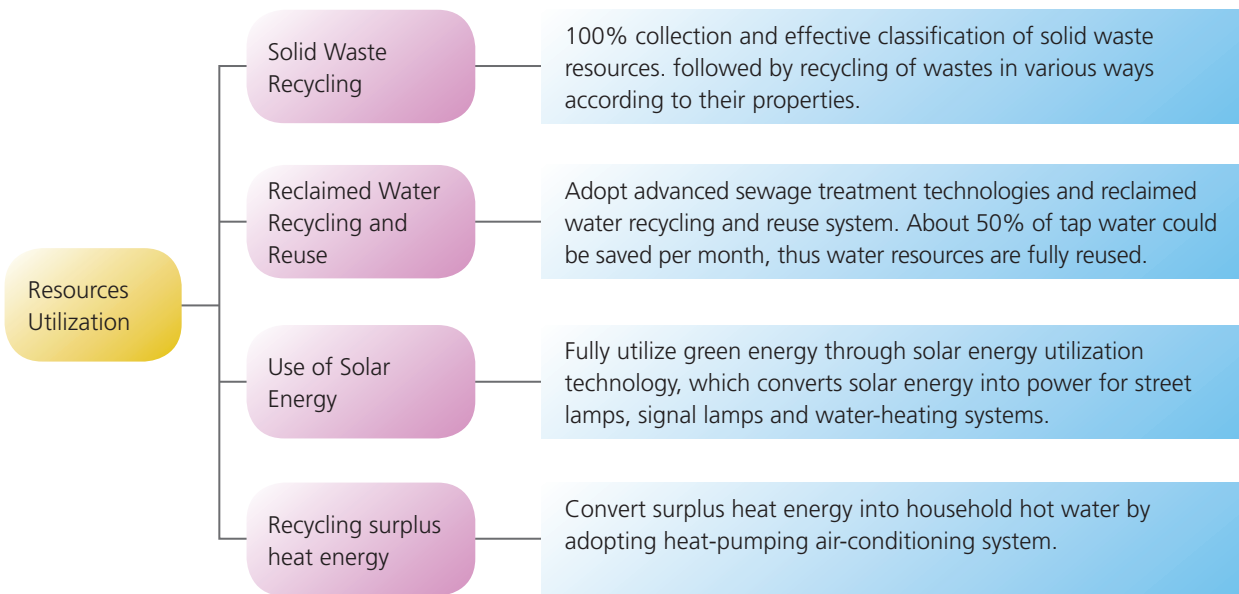 Resources
Utilization
Solid Waste
Recycling
100% collection and effective classification of solid waste
resources. followed by recycling of wastes in various ways
according to their properties.
Reclaimed Water
Recycling and
Reuse
Adopt advanced sewage treatment technologies and reclaimed
water recycling and reuse system. About 50% of tap water could
be saved per month, thus water resources are fully reused.
Use of Solar
Energy
Fully utilize green energy through solar energy utilization
technology, which converts solar energy into power for street
lamps, signal lamps and water-heating systems.
Recycling surplus
heat energy
Convert surplus heat energy into household hot water by
adopting heat-pumping air-conditioning system.